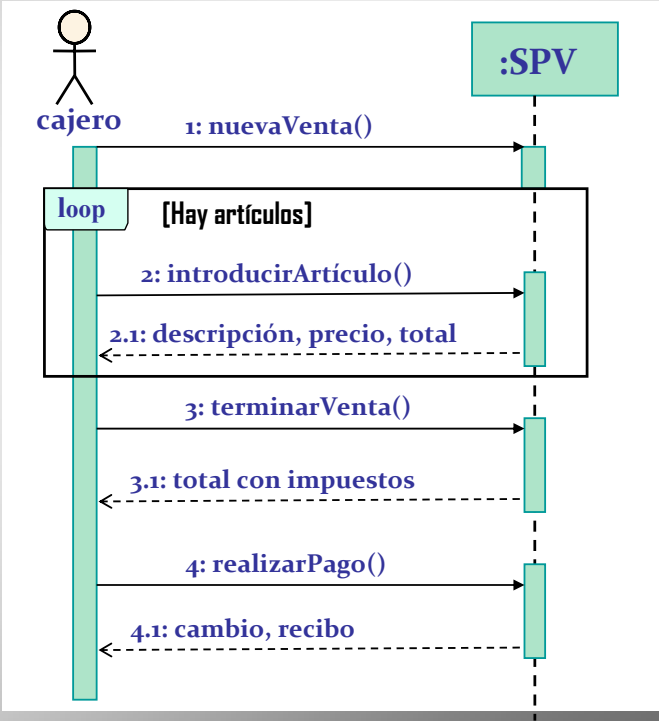 :SPV
cajero
1: nuevaVenta()
loop [Hay artículos]
2: introducirArtículo()
2.1: descripción, precio, total
3: terminarVenta()
3.1: total con impuestos
4: realizarPago()
4.1: cambio, recibo